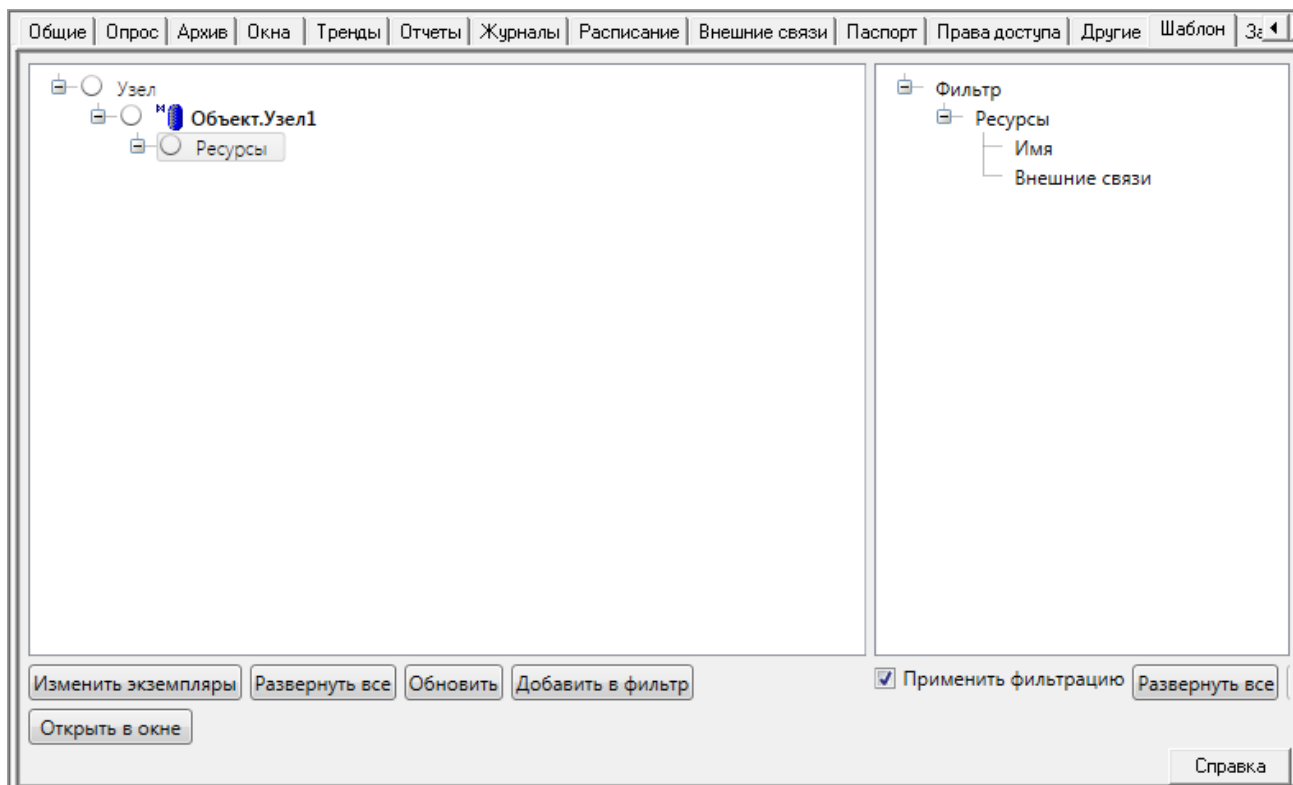 Общие Опрос Архив Окна Тренды Отчеты Журналы Расписание Внешние связи Паспорт Права доступа Другие Шаблон
Узел
Объект.Узел1
Ресурсы
Фильтр
Ресурсы
Имя
Внешние связи
Изменить экземпляры Развернуть все Обновить Добавить в фильтр Применить фильтрацию Развернуть все
Открыть в окне
Справка